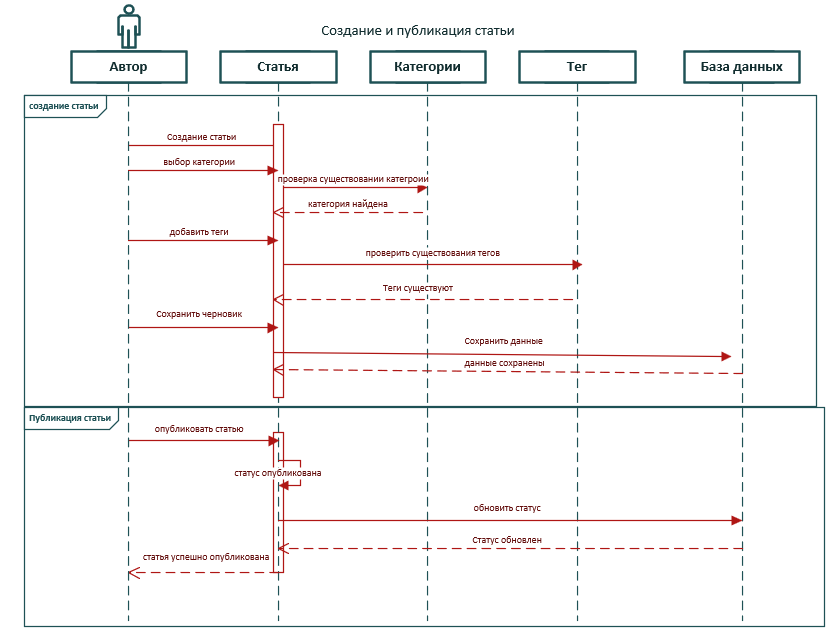 Создание и публикация статьи
Автор
Статья
Категории
Тег
База данных
создание статьи
Создание статьи
выбор категории
проверка существовании категроии
категория найдена
добавить теги
проверить существования тегов
Теги существуют
Сохранить черновик
Сохранить данные
данные сохранены
Публикация статьи
опубликовать статью
статус опубликована
обновить статус
Статус обновлен
статья успешно опубликована